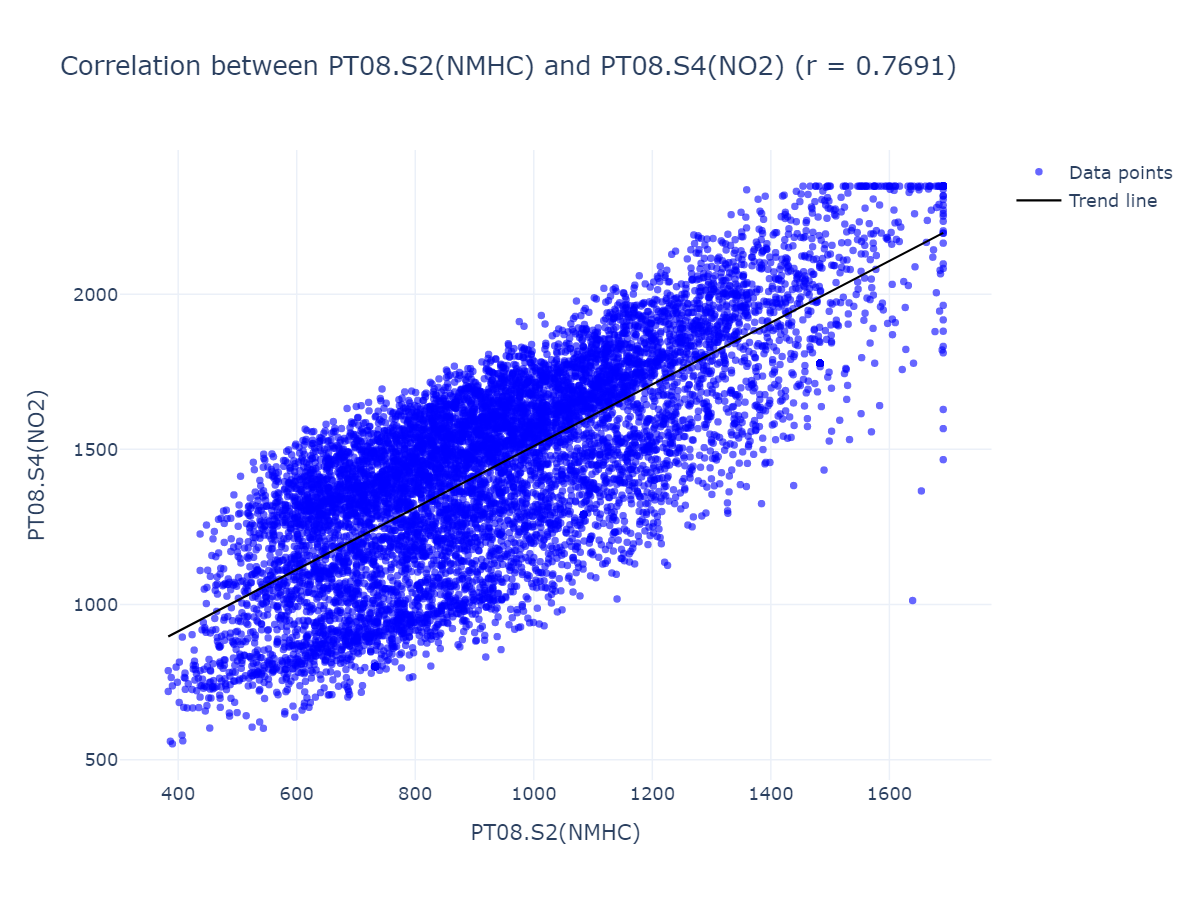 Correlation between PT08.S2(NMHC) and PT08.S4(NO2) (r = 0.7691)
Data points
Trend line
2000
1500
1000
500
PT08.S4(NO2)
400 600 800 1000 1200 1400 1600
PT08.S2(NMHC)